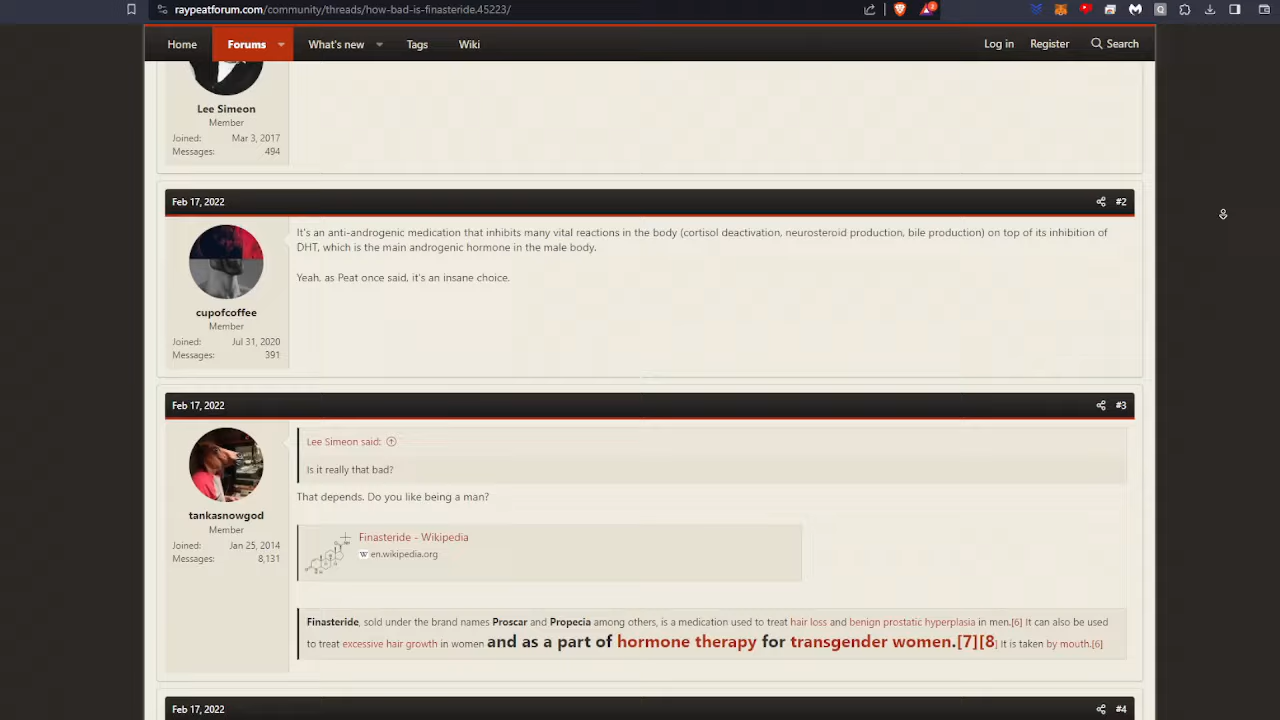 raypeatforum.com/community/threads/how-bad-is-finasteride.45223/
2
Home Forums What's new Tags Wiki Log in Register Search
Lee Simeon
Member
Joined: Mar 3, 2017
Messages: 494
Feb 17, 2022 #2
cupofcoffee
Member
Joined: Jul 31, 2020
Messages: 391
It's an anti-androgenic medication that inhibits many vital reactions in the body (cortisol deactivation, neurosteroid production, bile production) on top of its inhibition of
DHT, which is the main androgenic hormone in the male body.
Yeah, as Peat once said, it's an insane choice.
Feb 17, 2022 #3
tankasnowgod
Member
Joined: Jan 25, 2014
Messages: 8,131
Lee Simeon said:
Is it really that bad?
That depends. Do you like being a man?
Finasteride - Wikipedia
W en.wikipedia.org
Finasteride, sold under the brand names Proscar and Propecia among others, is a medication used to treat hair loss and benign prostatic hyperplasia in men.[6] It can also be used
to treat excessive hair growth in women and as a part of hormone therapy for transgender women.[7][8] It is taken by mouth.[6]
Feb 17, 2022 #4